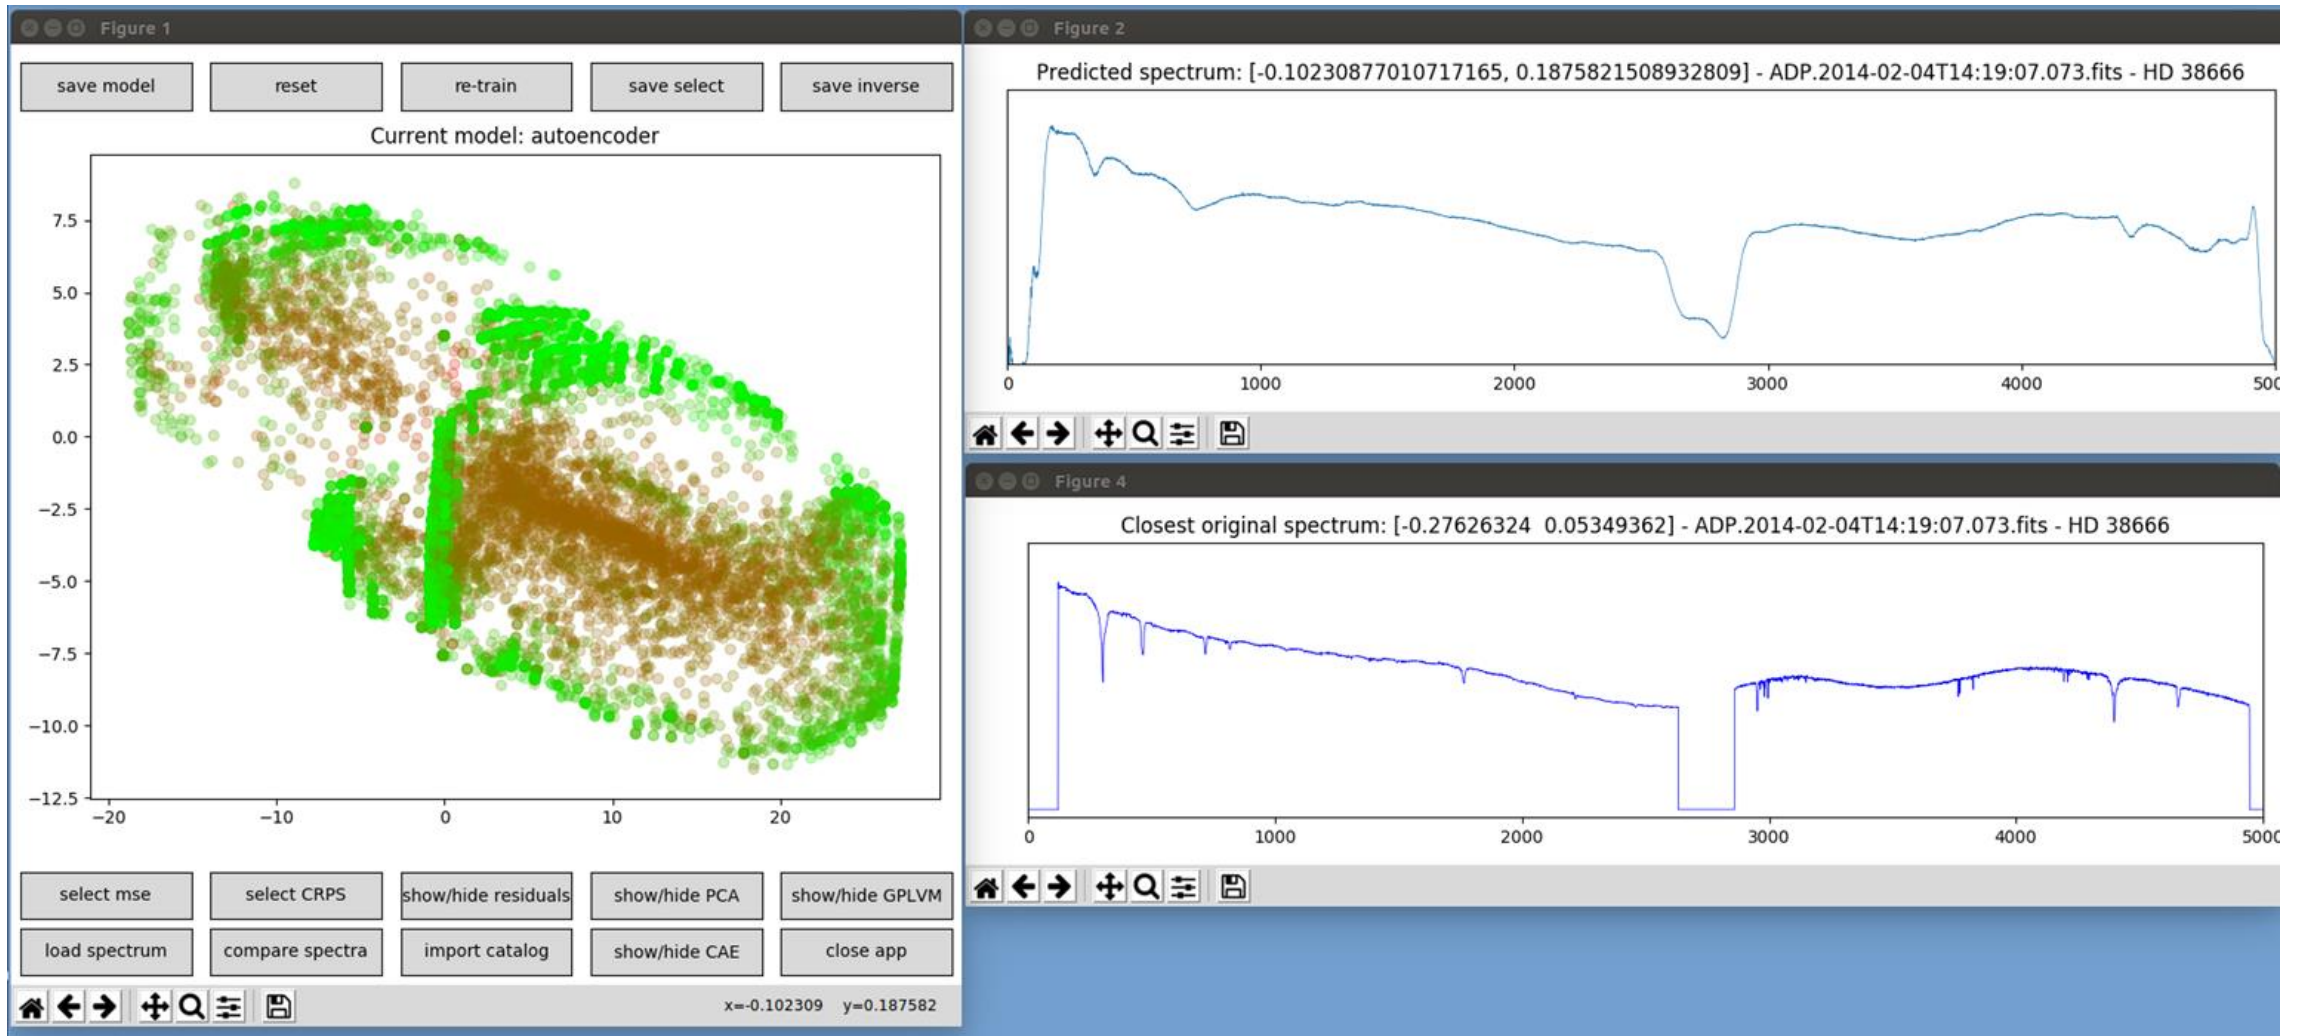 Figure 1
save model
reset
re-train
save select
save inverse
Current model: autoencoder
7.5
5.0
2.5
0.0
−2.5
−5.0
−7.5
−10.0
−12.5
−20
−10
0
10
20
select mse
select CRPS
show/hide residuals
show/hide PCA
show/hide GPLVM
load spectrum
compare spectra
import catalog
show/hide CAE
close app
x=-0.102309 y=0.187582
Figure 2
Predicted spectrum: [-0.10230877010717165, 0.1875821508932809] - ADP.2014-02-04T14:19:07.073.fits - HD 38666
0
1000
2000
3000
4000
500
Figure 4
Closest original spectrum: [-0.27626324 0.05349362] - ADP.2014-02-04T14:19:07.073.fits - HD 38666
0
1000
2000
3000
4000
5000